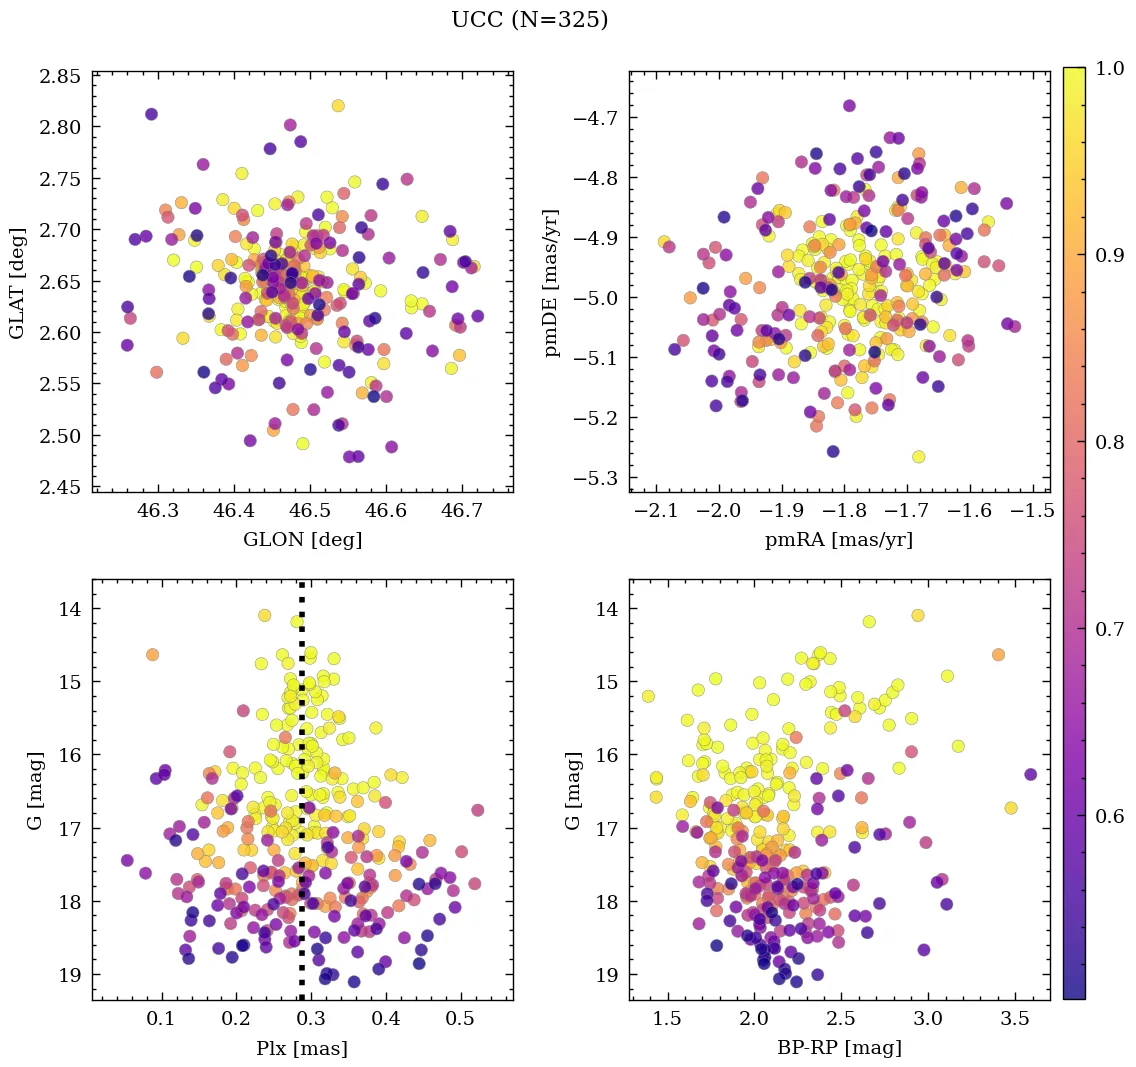 UCC (N=325)
2.85
2.80
2.75
2.70
2.65
2.60
2.55
2.50
2.45
GLAT [deg]
46.3 46.4 46.5 46.6 46.7
GLON [deg]
−4.7
−4.8
−4.9
−5.0
−5.1
−5.2
−5.3
pmDE [mas/yr]
−2.1 −2.0 −1.9 −1.8 −1.7 −1.6 −1.5
pmRA [mas/yr]
1.0
0.9
0.8
0.7
0.6
14
15
16
17
18
19
G [mag]
0.1 0.2 0.3 0.4 0.5
Plx [mas]
14
15
16
17
18
19
G [mag]
1.5 2.0 2.5 3.0 3.5
BP-RP [mag]